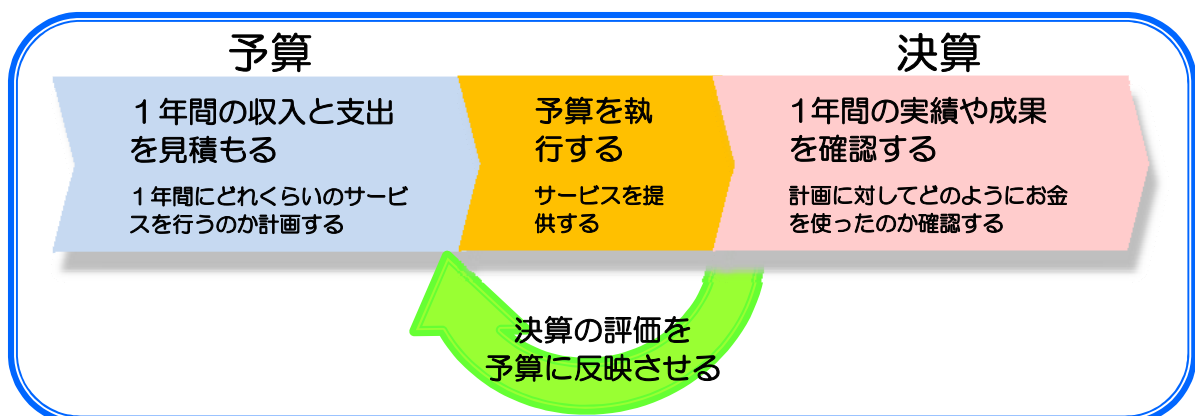 予算
決算
１年間の収入と支出
を見積もる
１年間にどれくらいのサービ
スを行うのか計画する
予算を執
行する
サービスを提
供する
1年間の実績や成果
を確認する
計画に対してどのようにお金
を使ったのか確認する
決算の評価を
予算に反映させる